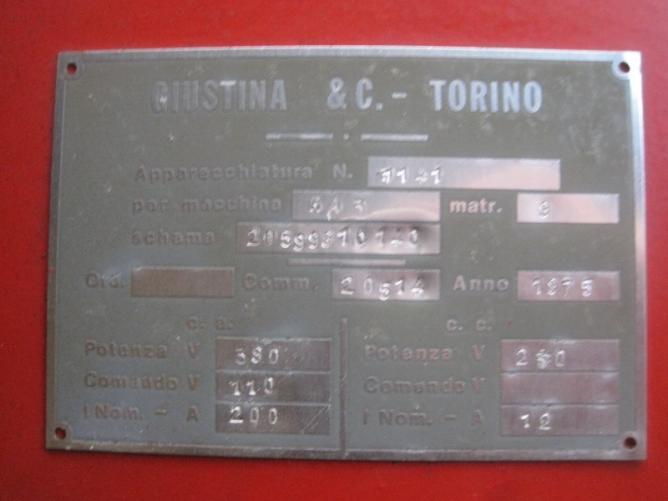 GIUSTINA & C. - TORINO
Apparecchiatura N.
per macchina matr. 9
schema
Ord. Comm. 20514 Anno 1975
c. a. c. c.
Potenza V 380 Potenza V
Comando V 110 Comando V
I Nom. - A 200 I Nom. - A 12